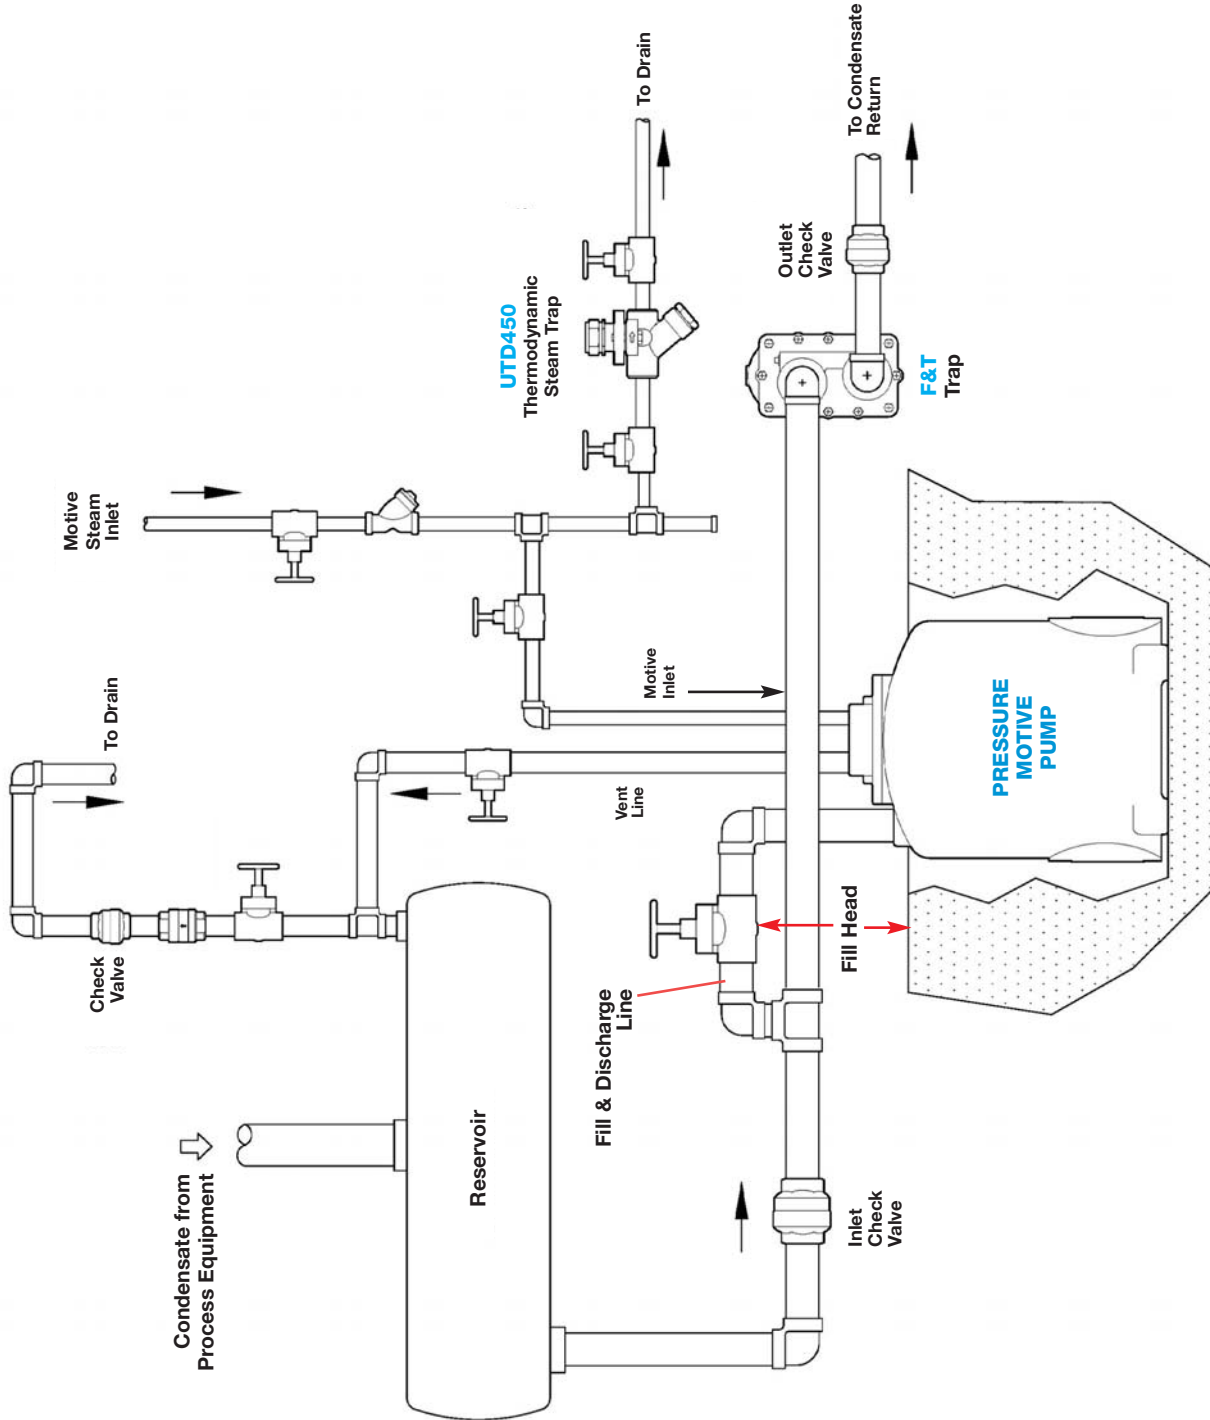 To Condensate
Return
To Drain
Outlet
Check
Valve
UTD450
Thermodynamic
Steam Trap
F&T
Trap
Motive
Steam
Inlet
Motive
Inlet
To Drain
PRESSURE
MOTIVE
PUMP
Vent
Line
Check
Valve
Fill Head
Fill & Discharge
Line
Reservoir
Condensate from
Process Equipment
Inlet
Check
Valve